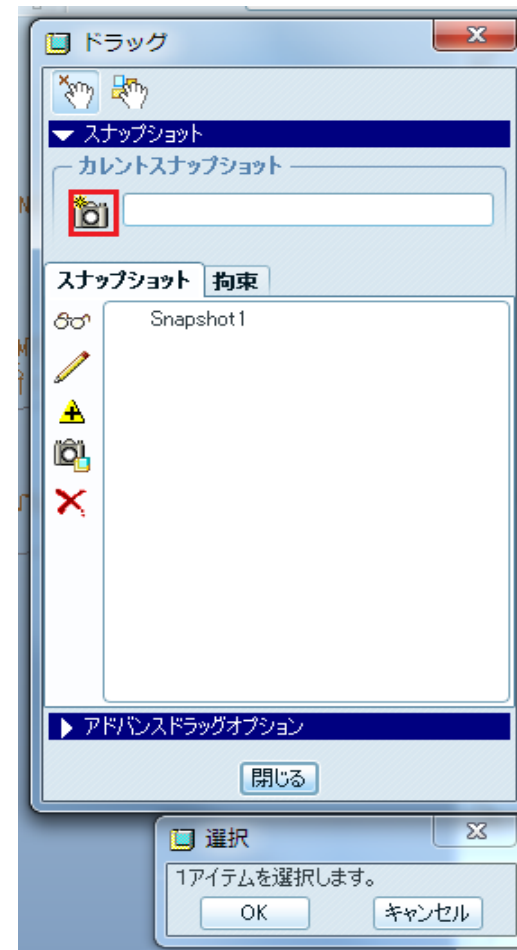 ドラッグ
スナップショット
カレントスナップショット
スナップショット 拘束
Snapshot1
アドバンスドラッグオプション
閉じる
選択
1アイテムを選択します。
OK キャンセル